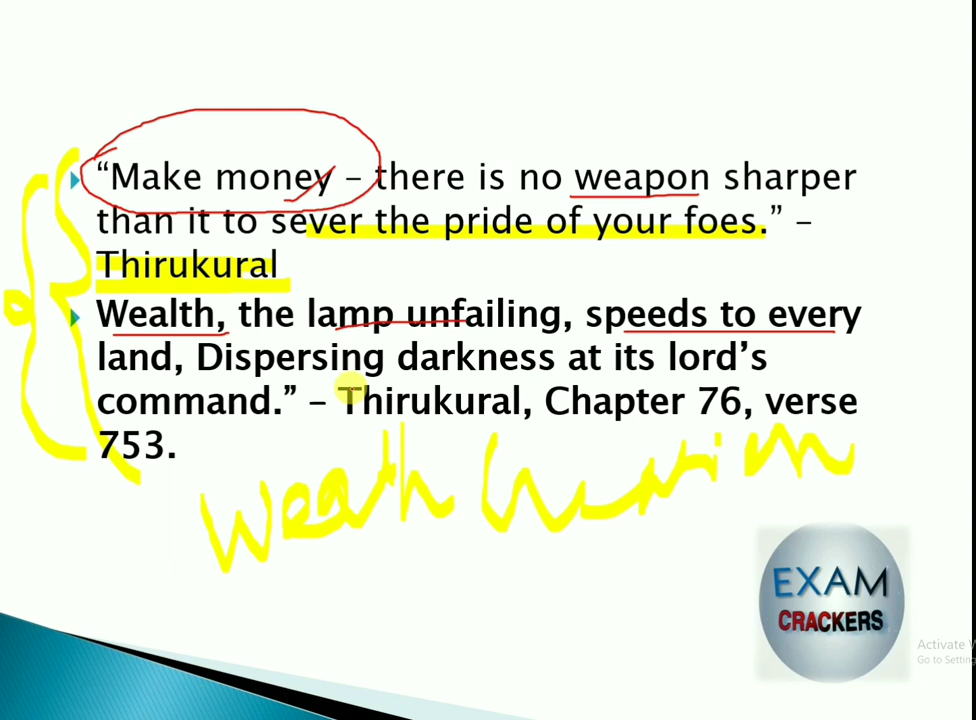 “Make money – there is no weapon sharper
than it to sever the pride of your foes.” –
Thirukural
Wealth, the lamp unfailing, speeds to every
land, Dispersing darkness at its lord’s
command.” – Thirukural, Chapter 76, verse
753.
Wealth Creation
EXAM
CRACKERS
Activate
Go to Settin